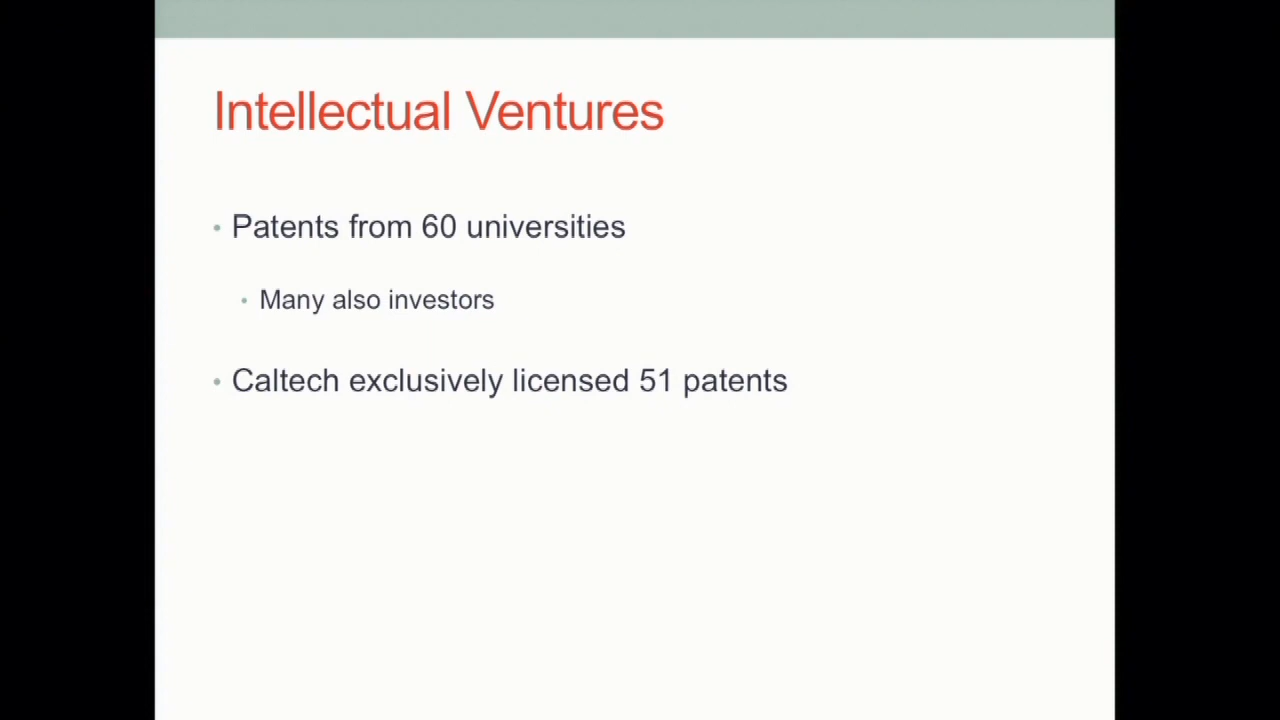 Intellectual Ventures
• Patents from 60 universities
• Many also investors
• Caltech exclusively licensed 51 patents